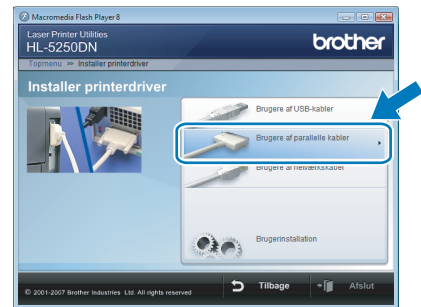 Macromedia Flash Player 8
Laser Printer Utilities
HL-5250DN
brother
Topmenu >> Installer printerdriver
Installer printerdriver
Brugere af USB-kabler
Brugere af parallelle kabler
Brugere af netværkskabel
Brugerinstallation
© 2001-2007 Brother Industries Ltd. All rights reserved
Tilbage
Afslut